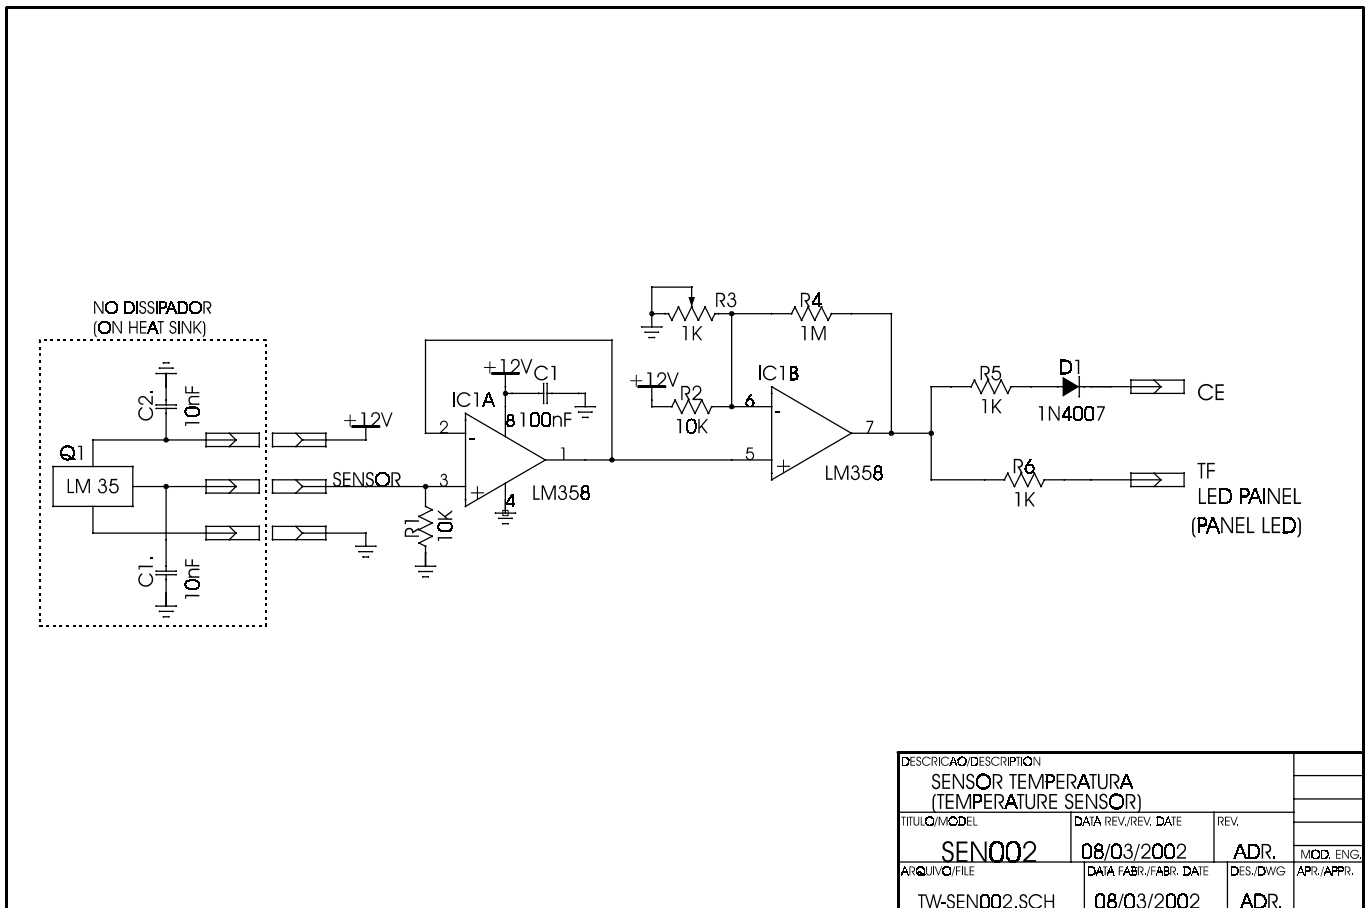 NO DISSIPADOR
(ON HEAT SINK)
C2.
10nF
+12V
Q1
LM 35
SENSOR
C1.
10nF
R1
10K
IC1A
+12V
C1
100nF
8
2
3
1
4
LM358
R3
1K
R4
1M
+12V
R2
10K
IC1B
6
5
7
LM358
R5
1K
D1
1N4007
CE
R6
1K
TF
LED PAINEL
(PANEL LED)
DESCRICAO/DESCRIPTION
SENSOR TEMPERATURA
(TEMPERATURE SENSOR)
TITULO/MODEL
DATA REV./REV. DATE
REV.
SEN002
08/03/2002
ADR.
MOD. ENG.
ARQUIVO/FILE
DATA FABR./FABR. DATE
DES./DWG
APR./APPR.
TW-SEN002.SCH
08/03/2002
ADR.